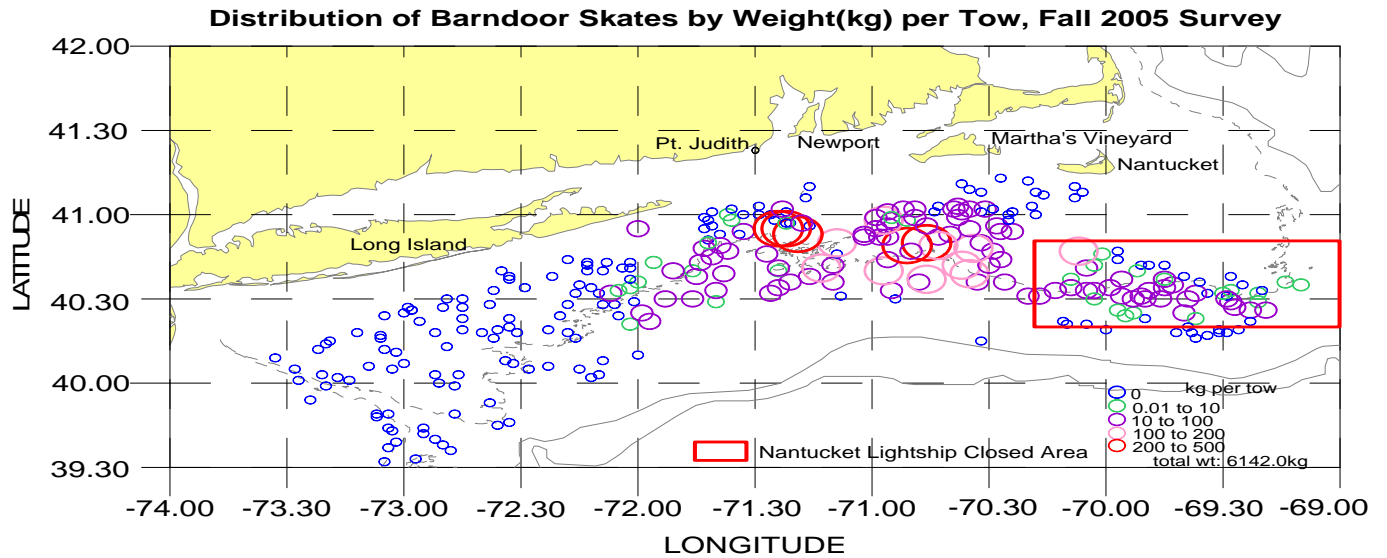 Distribution of Barndoor Skates by Weight(kg) per Tow, Fall 2005 Survey
42.00
41.30
41.00
40.30
40.00
39.30
LATITUDE
Pt. Judith
Newport
Martha's Vineyard
Nantucket
Long Island
kg per tow
0
0.01 to 10
10 to 100
100 to 200
200 to 500
total wt: 6142.0kg
Nantucket Lightship Closed Area
-74.00 -73.30 -73.00 -72.30 -72.00 -71.30 -71.00 -70.30 -70.00 -69.30 -69.00
LONGITUDE